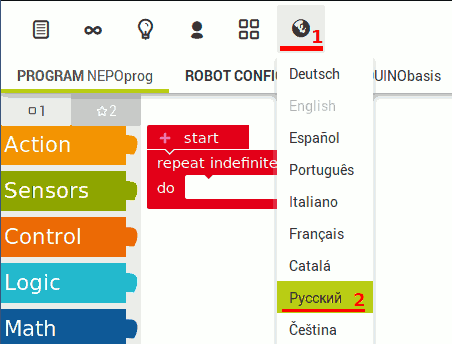 1
PROGRAM NEPOprog
ROBOT CONFI
UINObasis
1
2
Action
Sensors
Control
Logic
Math
start
repeat indefinite
do
Deutsch
English
Español
Português
Italiano
Français
Catalá
Русский 2
Čeština